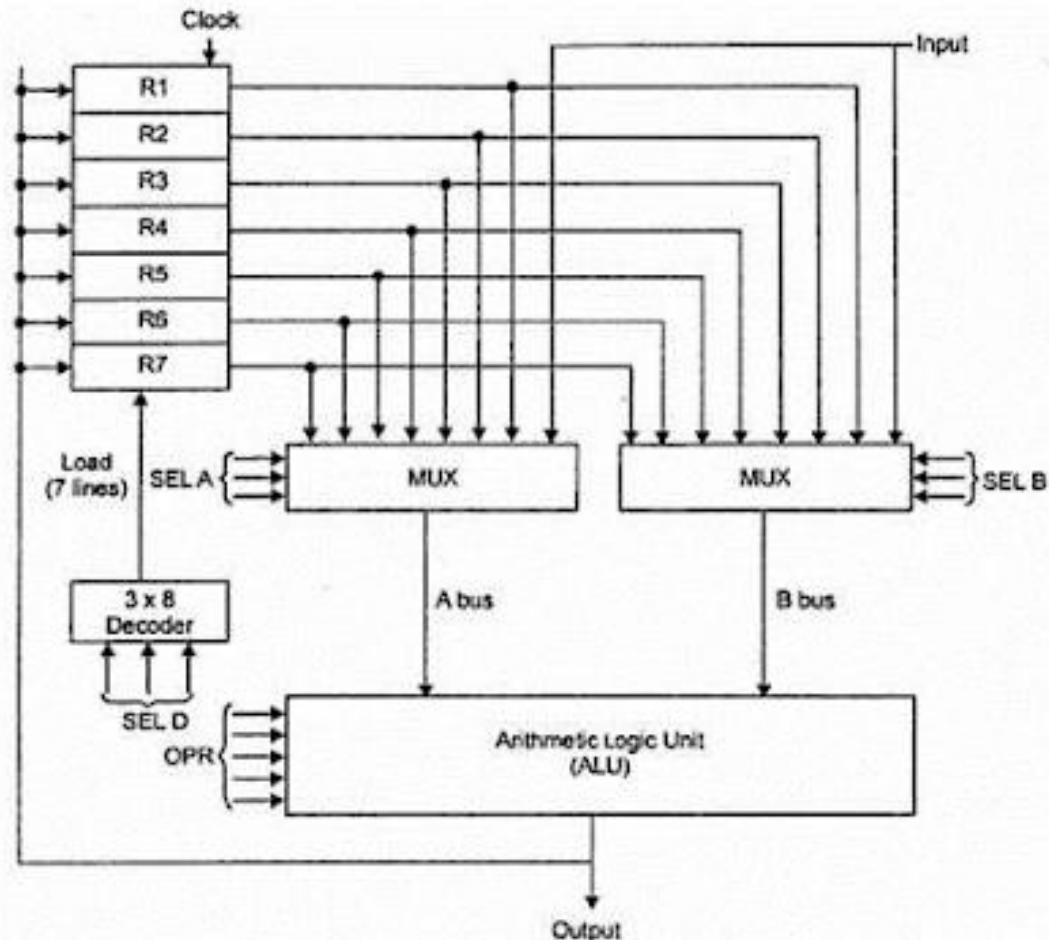 Clock
Input
R1
R2
R3
R4
R5
R6
R7
Load
(7 lines)
SEL A
MUX
MUX
SEL B
3 x 8
Decoder
A bus
B bus
SEL D
OPR
Arithmetic Logic Unit
(ALU)
Output